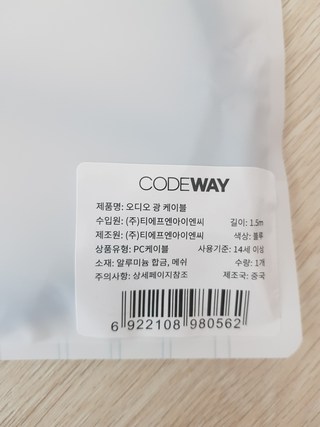 CODEWAY
제품명: 오디오 광 케이블
수입원: (주)티에프엔아이엔씨 길이: 1.5m
제조원: (주)티에프엔아이엔씨 색상: 블루
상품유형: PC케이블 사용기준: 14세 이상
소재: 알루미늄 합금, 메쉬 수량: 1개
주의사항: 상세페이지참조 제조국: 중국
6 922108 980562